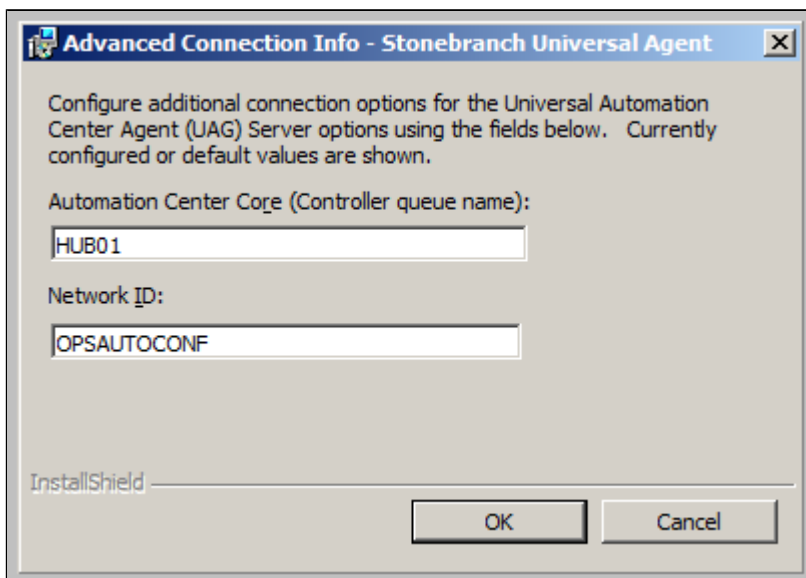 Advanced Connection Info - Stonebranch Universal Agent
Configure additional connection options for the Universal Automation
Center Agent (UAG) Server options using the fields below. Currently
configured or default values are shown.
Automation Center Core (Controller queue name):
HUB01
Network ID:
OPSAUTOCONF
InstallShield
OK Cancel